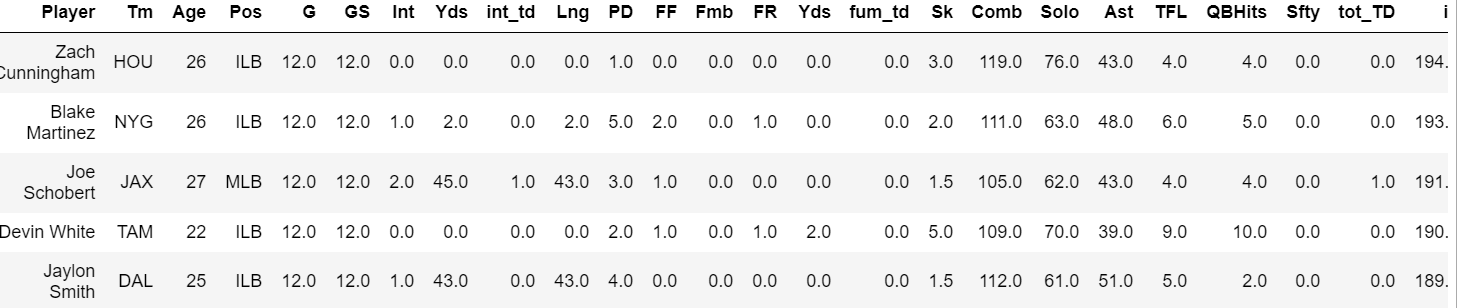 Player Tm Age Pos G GS Int Yds int_td Lng PD FF Fmb FR Yds fum_td Sk Comb Solo Ast TFL QBHits Sfty tot_TD i
Zach
Cunningham HOU 26 ILB 12.0 12.0 0.0 0.0 0.0 0.0 1.0 0.0 0.0 0.0 0.0 0.0 3.0 119.0 76.0 43.0 4.0 4.0 0.0 0.0 194.
Blake
Martinez NYG 26 ILB 12.0 12.0 1.0 2.0 0.0 2.0 5.0 2.0 0.0 1.0 0.0 0.0 2.0 111.0 63.0 48.0 6.0 5.0 0.0 0.0 193.
Joe
Schobert JAX 27 MLB 12.0 12.0 2.0 45.0 1.0 43.0 3.0 1.0 0.0 0.0 0.0 0.0 1.5 105.0 62.0 43.0 4.0 4.0 0.0 1.0 191.
Devin White TAM 22 ILB 12.0 12.0 0.0 0.0 0.0 0.0 2.0 1.0 0.0 1.0 2.0 0.0 5.0 109.0 70.0 39.0 9.0 10.0 0.0 0.0 190.
Jaylon
Smith DAL 25 ILB 12.0 12.0 1.0 43.0 0.0 43.0 4.0 0.0 0.0 0.0 0.0 0.0 1.5 112.0 61.0 51.0 5.0 2.0 0.0 0.0 189.